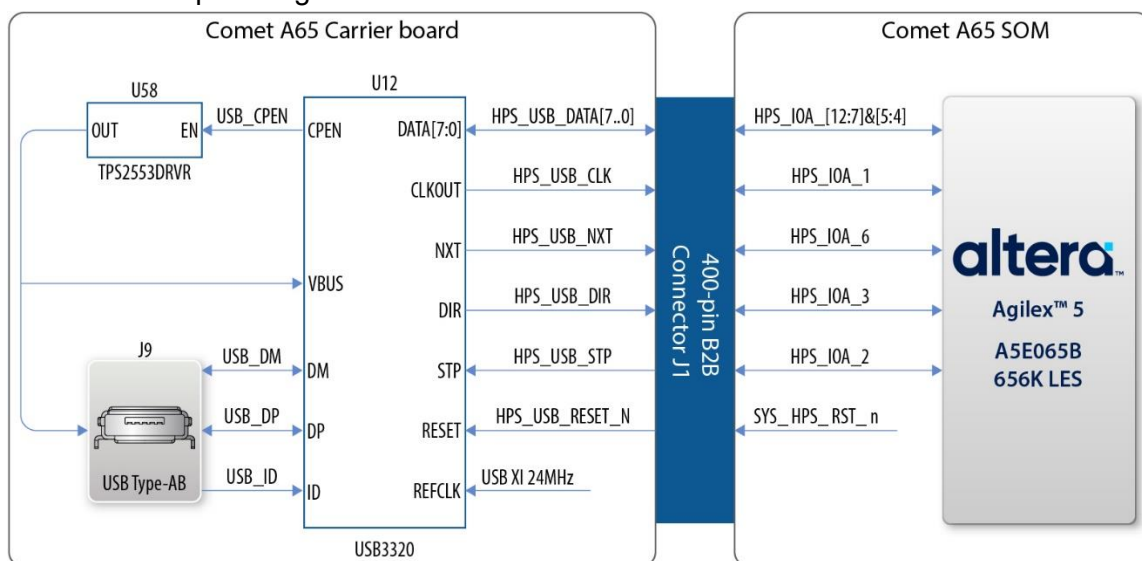 Comet A65 Carrier board
Comet A65 SOM
U58
OUT
EN
TPS2553DRVR
USB_CPEN
U12
CPEN
VBUS
DM
DP
ID
DATA[7:0]
CLKOUT
NXT
DIR
STP
RESET
REFCLK
USB3320
J9
USB Type-AB
USB_DM
USB_DP
USB_ID
HPS_USB_DATA[7..0]
HPS_USB_CLK
HPS_USB_NXT
HPS_USB_DIR
HPS_USB_STP
HPS_USB_RESET_N
USB XI 24MHz
400-pin B2B
Connector J1
HPS_IOA_[12:7]&[5:4]
HPS_IOA_1
HPS_IOA_6
HPS_IOA_3
HPS_IOA_2
SYS_HPS_RST_n
altera™
Agilex™ 5
A5E065B
656K LES